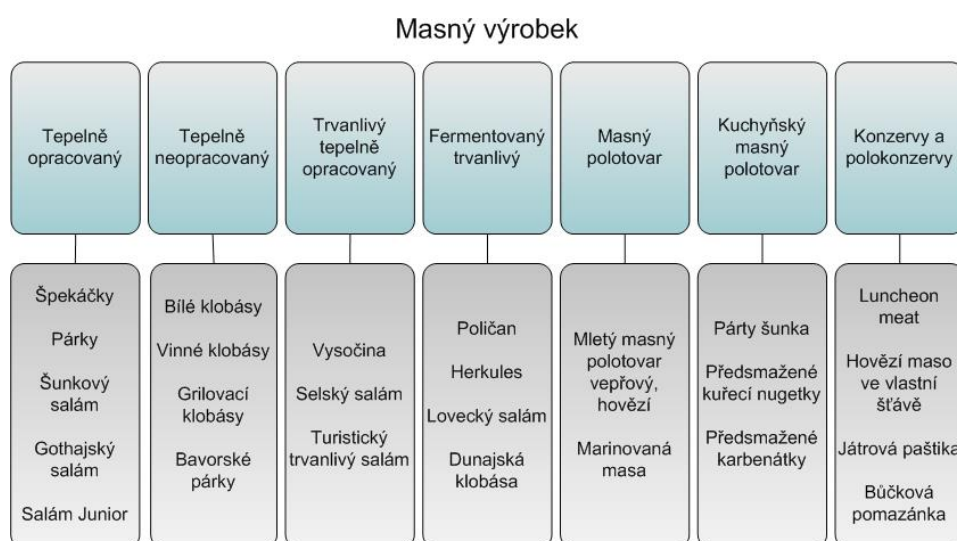 Masný výrobek
Tepelně
opracovaný
Tepelně
neopracovaný
Trvanlivý
tepelně
opracovaný
Fermentovaný
trvanlivý
Masný
polotovar
Kuchyňský
masný
polotovar
Konzervy a
polokonzervy
Špekáčky
Párky
Šunkový
salám
Gothajský
salám
Salám Junior
Bílé klobásy
Vinné klobásy
Grilovací
klobásy
Bavorské
párky
Vysočina
Selský salám
Turistický
trvanlivý salám
Poličan
Herkules
Lovecký salám
Dunajská
klobása
Mletý masný
polotovar
vepřový,
hovězí
Marinovaná
masa
Párty šunka
Předsmažené
kuřecí nugetky
Předsmažené
karbenátky
Luncheon
meat
Hovězí maso
ve vlastní
šťávě
Játrová paštika
Bůčková
pomazánka